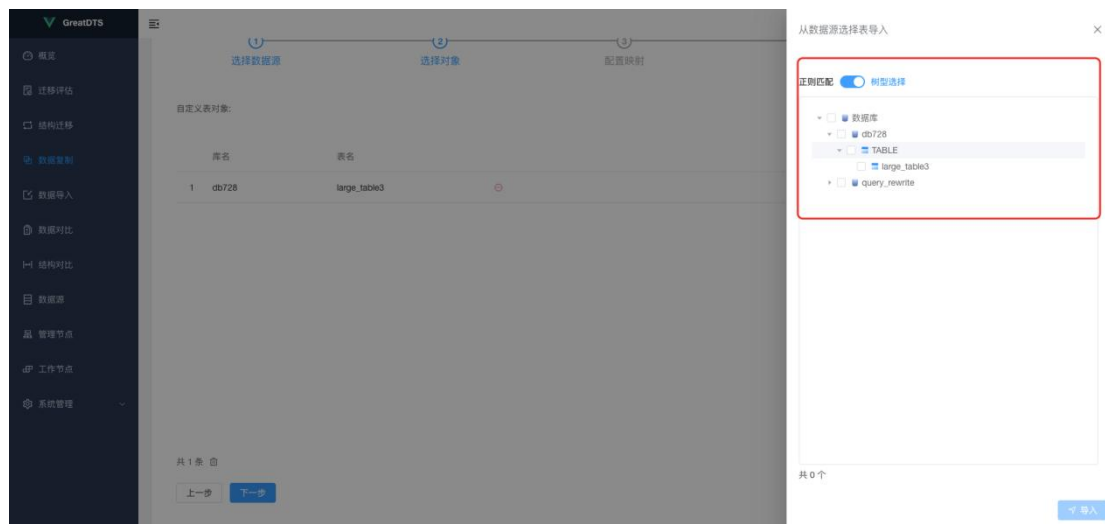 GreatDTS
概览
迁移评估
结构迁移
数据复制
数据导入
数据对比
结构对比
数据源
管理节点
工作节点
系统管理
1 2 3
选择数据源 选择对象 配置映射
自定义表对象:
库名 表名
1 db728 large_table3
共 1 条
上一步 下一步
从数据源选择表导入
正则匹配 树型选择
数据库
db728
TABLE
large_table3
query_rewrite
共 0 个
导入